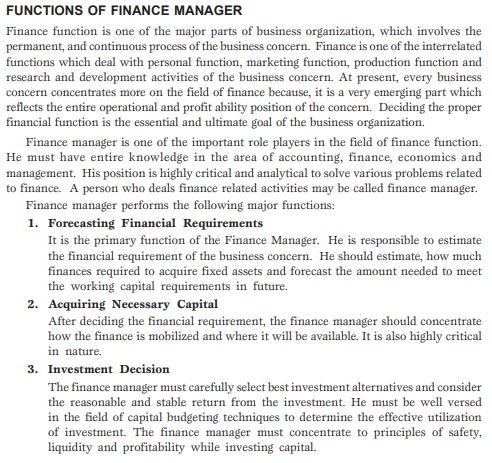 FUNCTIONS OF FINANCE MANAGER
Finance function is one of the major parts of business organization, which involves the
permanent, and continuous process of the business concern. Finance is one of the interrelated
functions which deal with personal function, marketing function, production function and
research and development activities of the business concern. At present, every business
concern concentrates more on the field of finance because, it is a very emerging part which
reflects the entire operational and profit ability position of the concern. Deciding the proper
financial function is the essential and ultimate goal of the business organization.
Finance manager is one of the important role players in the field of finance function.
He must have entire knowledge in the area of accounting, finance, economics and
management. His position is highly critical and analytical to solve various problems related
to finance. A person who deals finance related activities may be called finance manager.
Finance manager performs the following major functions:
1. Forecasting Financial Requirements
It is the primary function of the Finance Manager. He is responsible to estimate
the financial requirement of the business concern. He should estimate, how much
finances required to acquire fixed assets and forecast the amount needed to meet
the working capital requirements in future.
2. Acquiring Necessary Capital
After deciding the financial requirement, the finance manager should concentrate
how the finance is mobilized and where it will be available. It is also highly critical
in nature.
3. Investment Decision
The finance manager must carefully select best investment alternatives and consider
the reasonable and stable return from the investment. He must be well versed
in the field of capital budgeting techniques to determine the effective utilization
of investment. The finance manager must concentrate to principles of safety,
liquidity and profitability while investing capital.